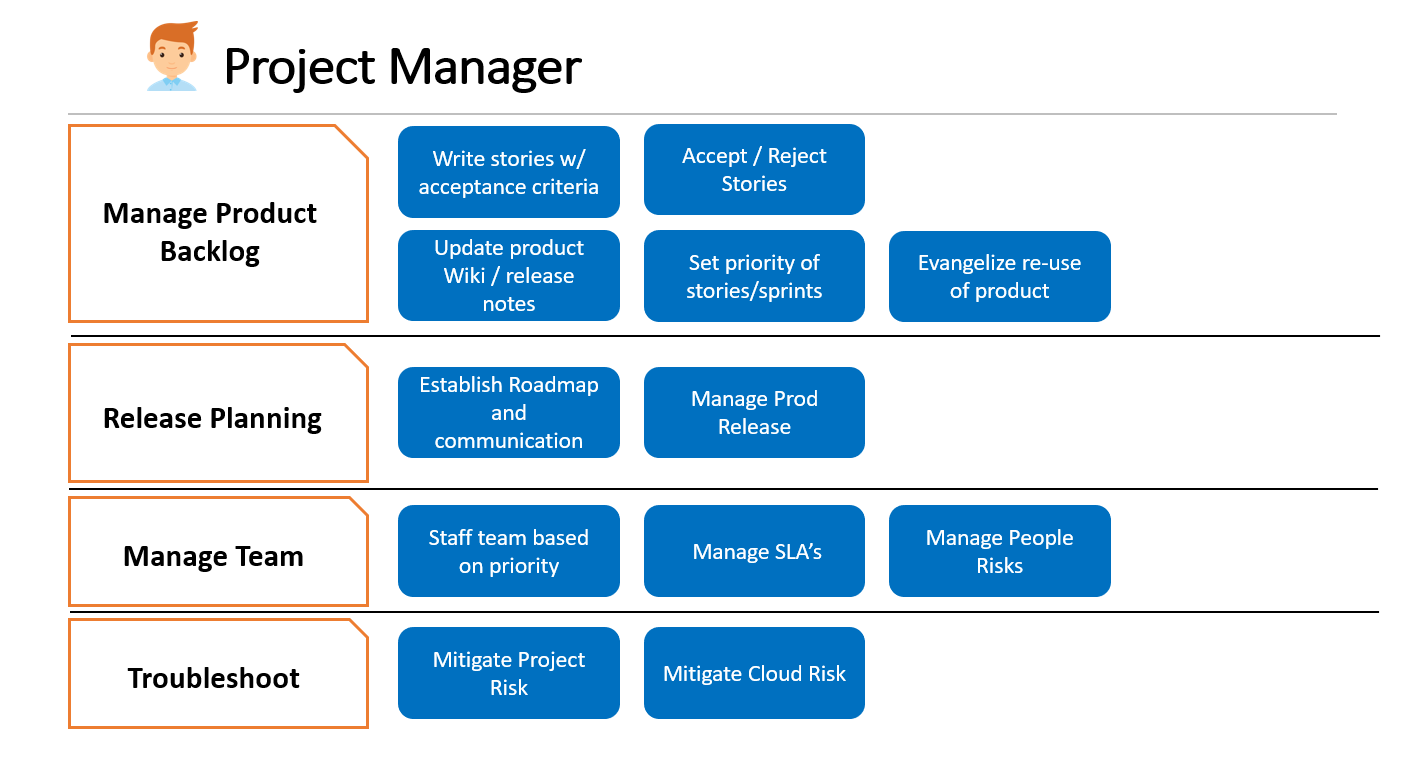 Project Manager
Manage Product
Backlog
Write stories w/
acceptance criteria
Accept / Reject
Stories
Update product
Wiki / release
notes
Set priority of
stories/sprints
Evangelize re-use
of product
Release Planning
Establish Roadmap
and
communication
Manage Prod
Release
Manage Team
Staff team based
on priority
Manage SLA’s
Manage People
Risks
Troubleshoot
Mitigate Project
Risk
Mitigate Cloud Risk